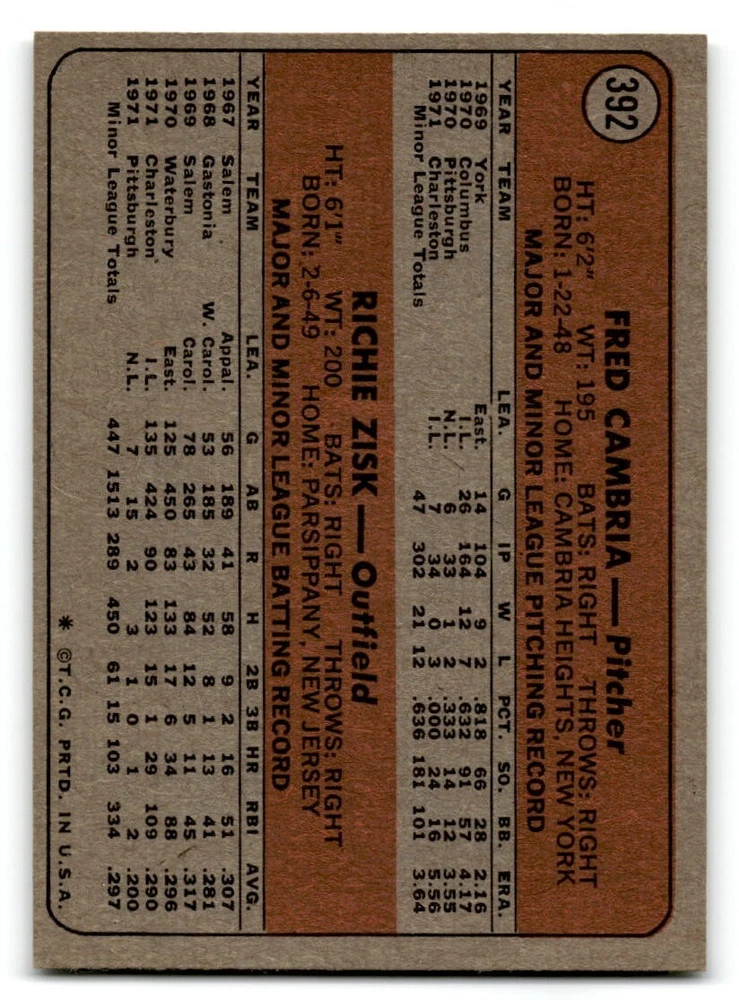 392
FRED CAMBRIA — Pitcher
HT: 6'2" WT: 195 BATS: RIGHT THROWS: RIGHT
BORN: 1-22-48 HOME: CAMBRIA HEIGHTS, NEW YORK
MAJOR AND MINOR LEAGUE PITCHING RECORD
YEAR TEAM LEA. G IP W L PCT. SO. BB. ERA.
1969 York East. 14 104 9 2 .818 66 28 2.16
1970 Columbus I.L. 26 164 12 7 .632 91 57 4.17
1970 Pittsburgh N.L. 6 33 1 2 .333 14 12 3.55
1971 Charleston I.L. 7 34 0 3 .000 24 16 5.56
Minor League Totals 47 302 21 12 .636 181 101 3.64
RICHIE ZISK — Outfield
HT: 6'1" WT: 200 BATS: RIGHT THROWS: RIGHT
BORN: 2-6-49 HOME: PARSIPPANY, NEW JERSEY
MAJOR AND MINOR LEAGUE BATTING RECORD
YEAR TEAM LEA. G AB R H 2B 3B HR RBI AVG.
1967 Salem Appal. 56 189 41 58 9 2 16 51 .307
1968 Gastonia W. Carol. 53 185 32 52 8 1 13 41 .281
1969 Salem Carol. 78 265 43 84 12 5 11 45 .317
1970 Waterbury East. 125 450 83 133 17 6 34 88 .296
1971 Charleston I.L. 135 424 90 123 15 1 29 109 .290
1971 Pittsburgh N.L. 7 15 2 3 1 0 1 2 .200
Minor League Totals 447 1513 289 450 61 15 103 334 .297
* ©T.C.G. PRTD. IN U.S.A.